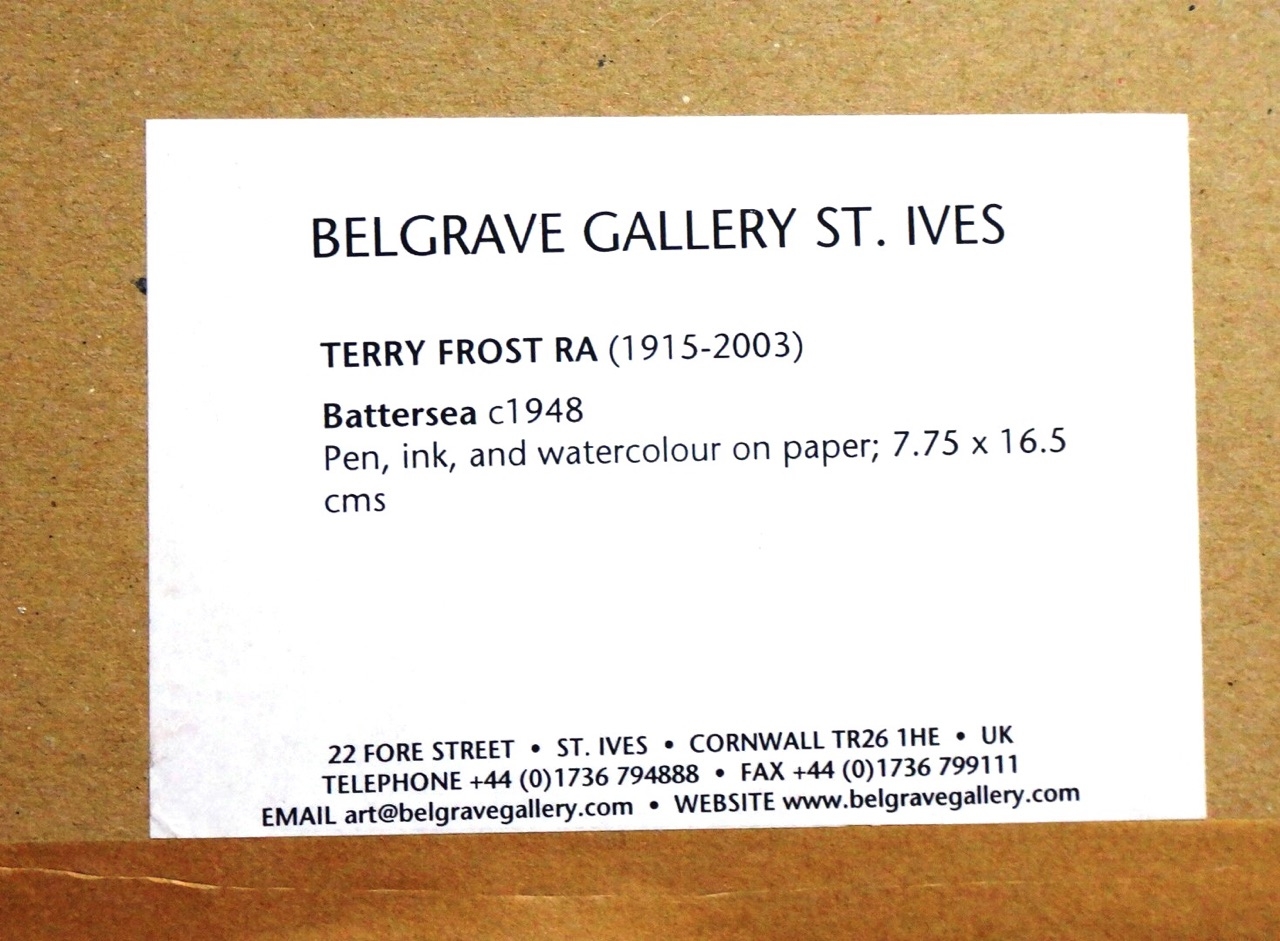 BELGRAVE GALLERY ST. IVES
TERRY FROST RA (1915-2003)
Battersea c1948
Pen, ink, and watercolour on paper; 7.75 x 16.5
cms
22 FORE STREET • ST. IVES • CORNWALL TR26 1HE • UK
TELEPHONE +44 (0)1736 794888 • FAX +44 (0)1736 799111
EMAIL art@belgravegallery.com • WEBSITE www.belgravegallery.com